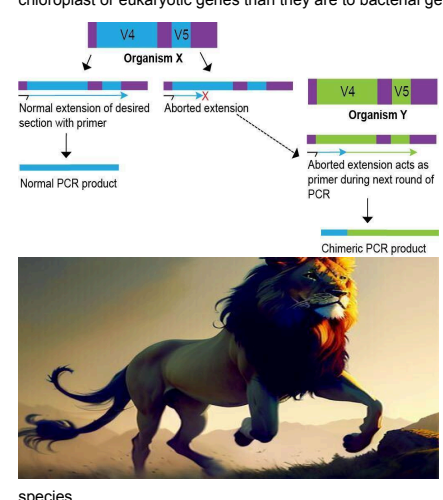 chloroplast or eukaryotic genes than they are to bacterial ge
V4 V5
Organism X
Normal extension of desired
section with primer
Aborted extension
X
Normal PCR product
V4 V5
Organism Y
Aborted extension acts as
primer during next round of
PCR
Chimeric PCR product
species